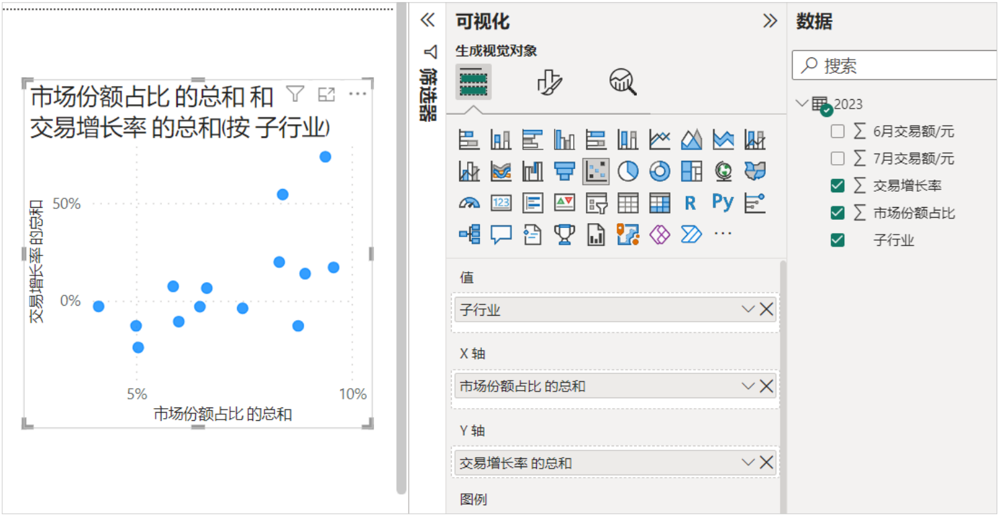 市场份额占比 的总和 和
交易增长率 的总和(按 子行业)
交易增长率 的总和
50%
0%
5%
10%
市场份额占比 的总和
筛选器
可视化
生成视觉对象
123
R
Py
值
子行业
X 轴
市场份额占比 的总和
Y 轴
交易增长率 的总和
图例
数据
搜索
2023
6月交易额/元
7月交易额/元
交易增长率
市场份额占比
子行业